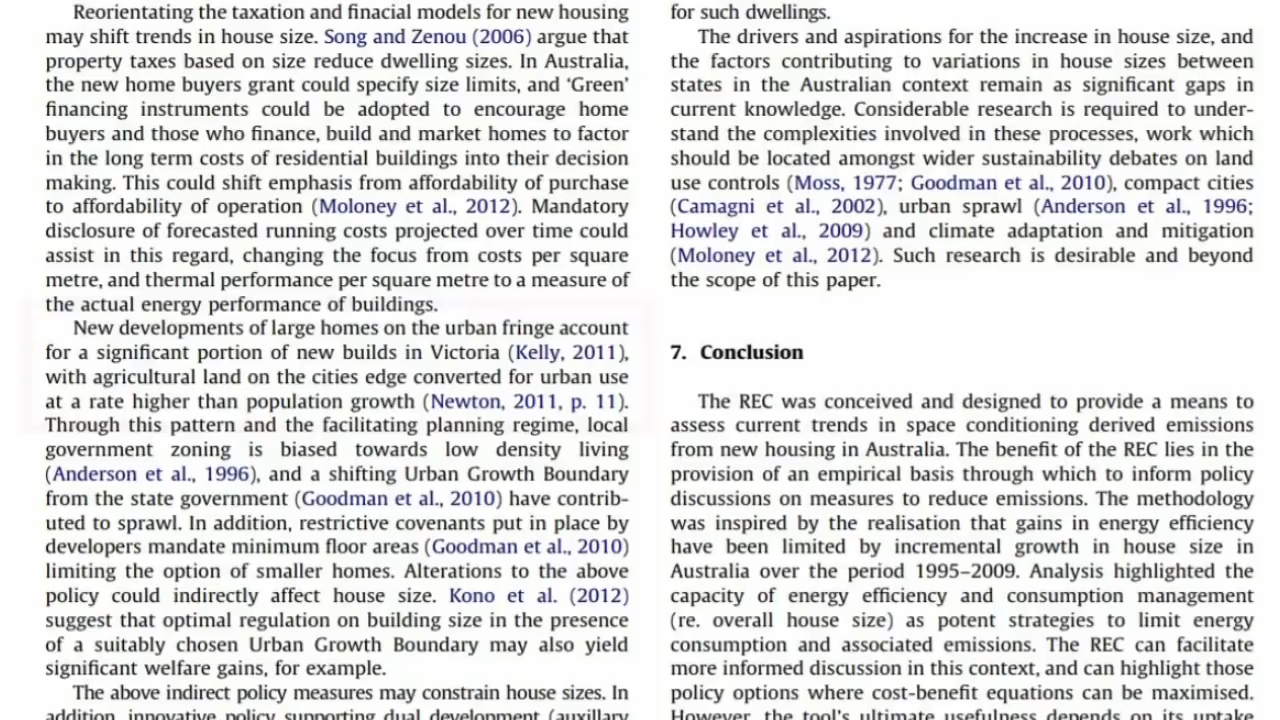 Reorientating the taxation and finacial models for new housing
may shift trends in house size. Song and Zenou (2006) argue that
property taxes based on size reduce dwelling sizes. In Australia,
the new home buyers grant could specify size limits, and ‘Green’
financing instruments could be adopted to encourage home
buyers and those who finance, build and market homes to factor
in the long term costs of residential buildings into their decision
making. This could shift emphasis from affordability of purchase
to affordability of operation (Moloney et al., 2012). Mandatory
disclosure of forecasted running costs projected over time could
assist in this regard, changing the focus from costs per square
metre, and thermal performance per square metre to a measure of
the actual energy performance of buildings.
New developments of large homes on the urban fringe account
for a significant portion of new builds in Victoria (Kelly, 2011),
with agricultural land on the cities edge converted for urban use
at a rate higher than population growth (Newton, 2011, p. 11).
Through this pattern and the facilitating planning regime, local
government zoning is biased towards low density living
(Anderson et al., 1996), and a shifting Urban Growth Boundary
from the state government (Goodman et al., 2010) have contrib-
uted to sprawl. In addition, restrictive covenants put in place by
developers mandate minimum floor areas (Goodman et al., 2010)
limiting the option of smaller homes. Alterations to the above
policy could indirectly affect house size. Kono et al. (2012)
suggest that optimal regulation on building size in the presence
of a suitably chosen Urban Growth Boundary may also yield
significant welfare gains, for example.
The above indirect policy measures may constrain house sizes. In
addition, innovative policy supporting dual development (auxillary
for such dwellings.
The drivers and aspirations for the increase in house size, and
the factors contributing to variations in house sizes between
states in the Australian context remain as significant gaps in
current knowledge. Considerable research is required to under-
stand the complexities involved in these processes, work which
should be located amongst wider sustainability debates on land
use controls (Moss, 1977; Goodman et al., 2010), compact cities
(Camagni et al., 2002), urban sprawl (Anderson et al., 1996;
Howley et al., 2009) and climate adaptation and mitigation
(Moloney et al., 2012). Such research is desirable and beyond
the scope of this paper.
7. Conclusion
The REC was conceived and designed to provide a means to
assess current trends in space conditioning derived emissions
from new housing in Australia. The benefit of the REC lies in the
provision of an empirical basis through which to inform policy
discussions on measures to reduce emissions. The methodology
was inspired by the realisation that gains in energy efficiency
have been limited by incremental growth in house size in
Australia over the period 1995–2009. Analysis highlighted the
capacity of energy efficiency and consumption management
(re. overall house size) as potent strategies to limit energy
consumption and associated emissions. The REC can facilitate
more informed discussion in this context, and can highlight those
policy options where cost-benefit equations can be maximised.
However, the tool's ultimate usefulness depends on its uptake